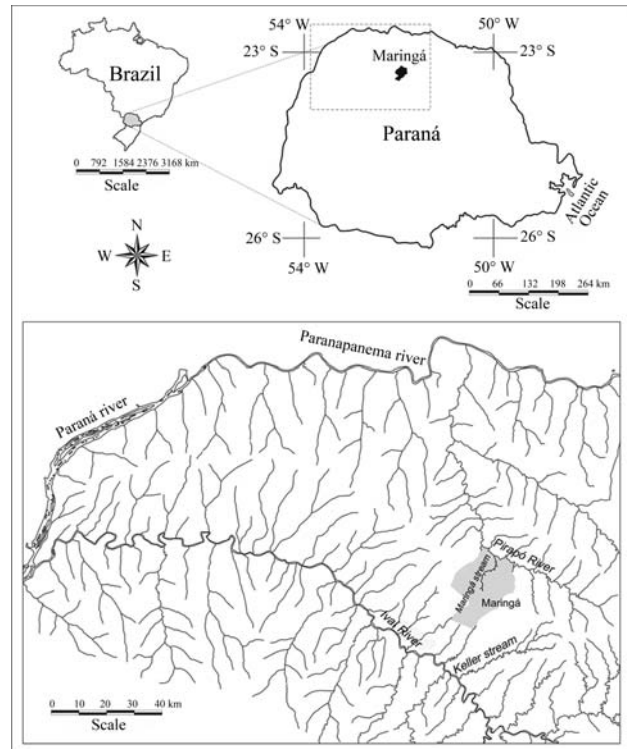 Brazil
0 792 1584 2376 3168 km
Scale
N
W E
S
54° W 50° W
23° S 23° S
Maringá
Paraná
Atlantic
Ocean
26° S 26° S
54° W 50° W
0 66 132 198 264 km
Scale
Paranapanema river
Paraná river
Pirapó River
Maringá stream
Maringá
Ivaí River
Keller stream
0 10 20 30 40 km
Scale